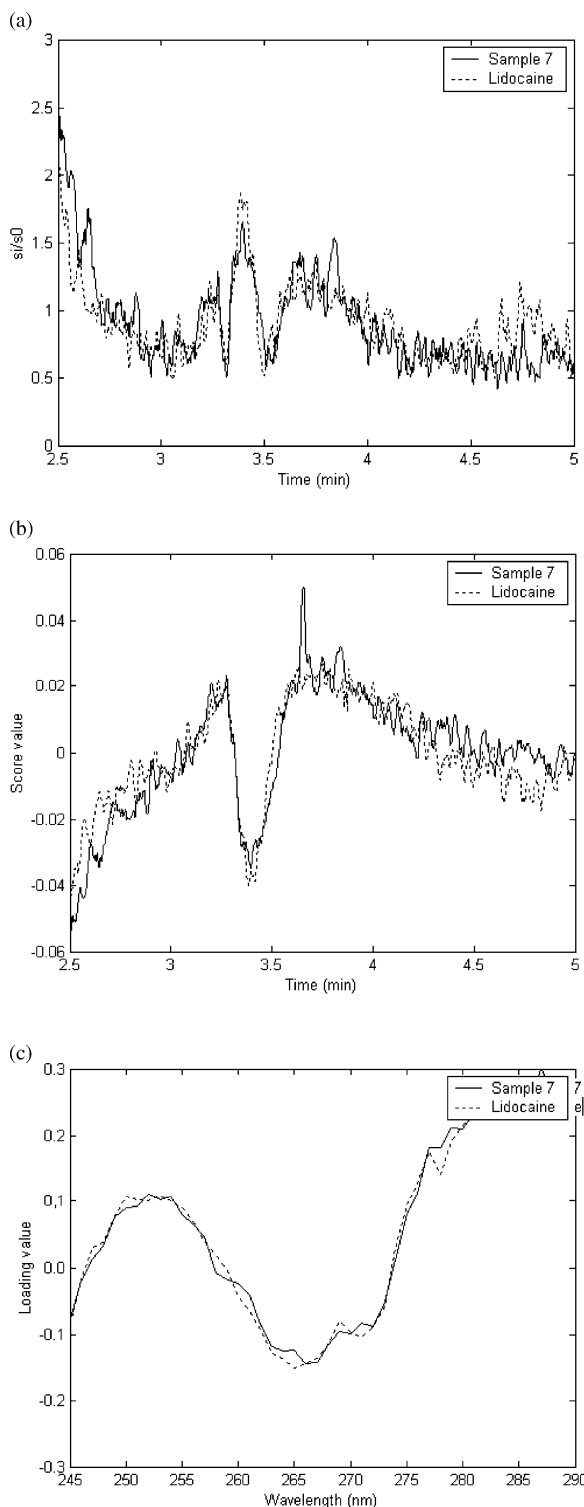 (a)
3
Sample 7
Lidocaine
2.5
2
si/s0
1.5
1
0.5
0
2.5 3 3.5 4 4.5 5
Time (min)
(b)
0.06
Sample 7
Lidocaine
0.04
0.02
Score value
0
-0.02
-0.04
-0.06
2.5 3 3.5 4 4.5 5
Time (min)
(c)
0.3
Sample 7 7
Lidocaine e
0.2
0,1
Loading value
0.0
-0.1
-0.2
-0.3
245 250 255 260 265 270 275 280 285 290
Wavelength (nm)